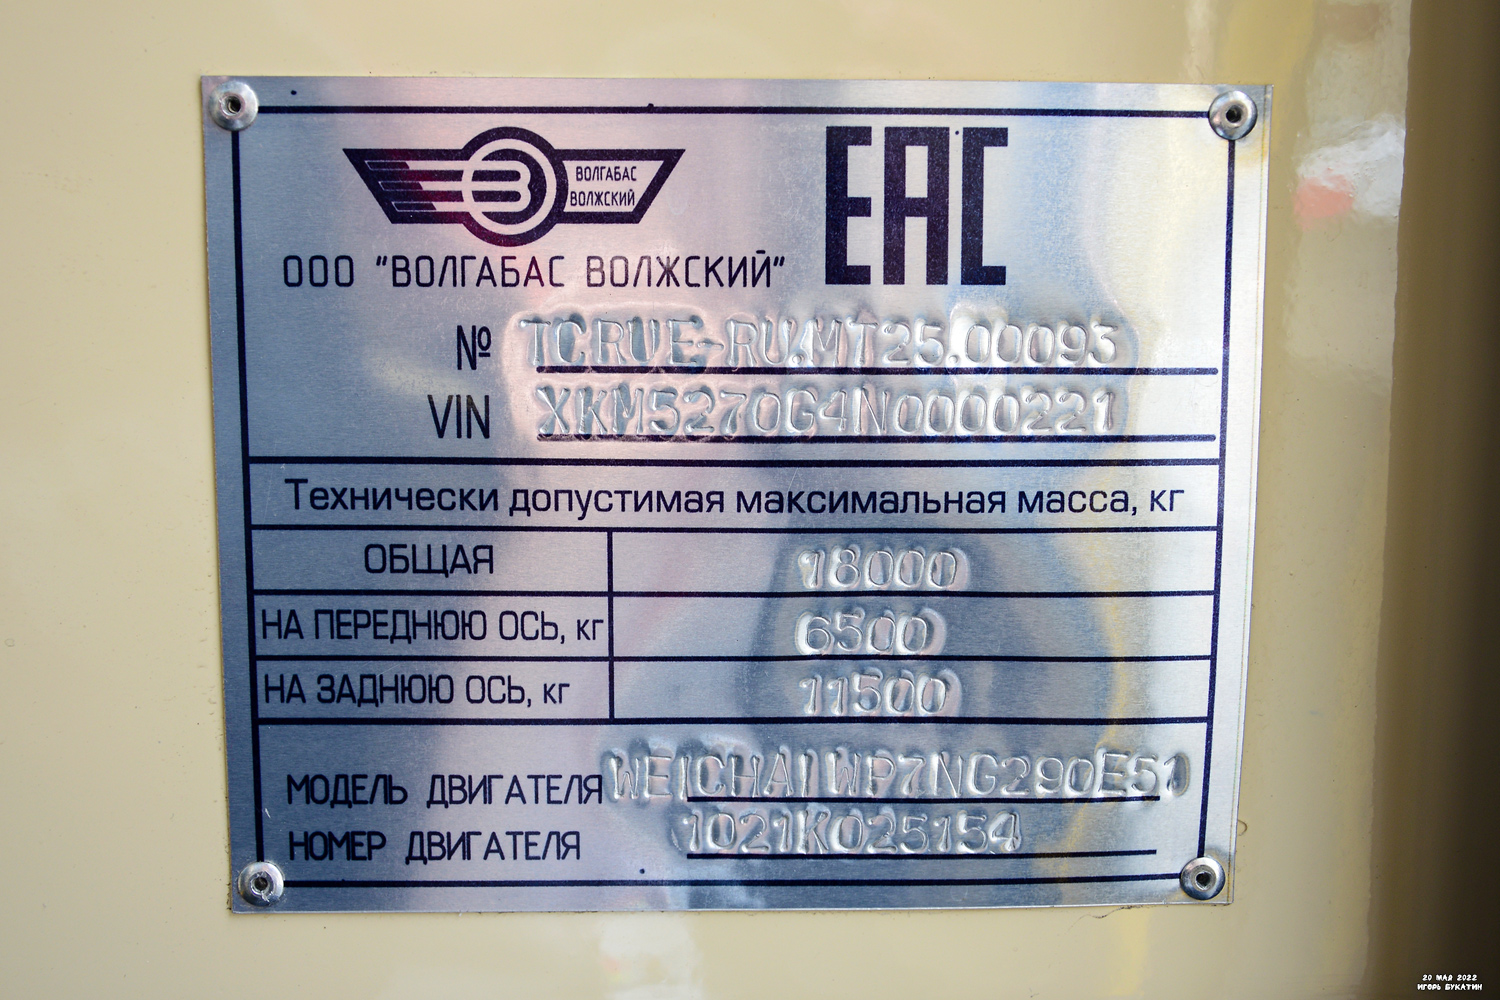 ВОЛГАБАС
ВОЛЖСКИЙ
ЕАС
ООО "ВОЛГАБАС ВОЛЖСКИЙ"
№ TCRUE-RU.MT25.00093
VIN XKM5270G4N0000221
Технически допустимая максимальная масса, кг
ОБЩАЯ 18000
НА ПЕРЕДНЮЮ ОСЬ, кг 6500
НА ЗАДНЮЮ ОСЬ, кг 11500
МОДЕЛЬ ДВИГАТЕЛЯ WEICHAI WP7NG290E51
НОМЕР ДВИГАТЕЛЯ 1021K025154
20 МАЯ 2022
ИГОРЬ БУКАТИН